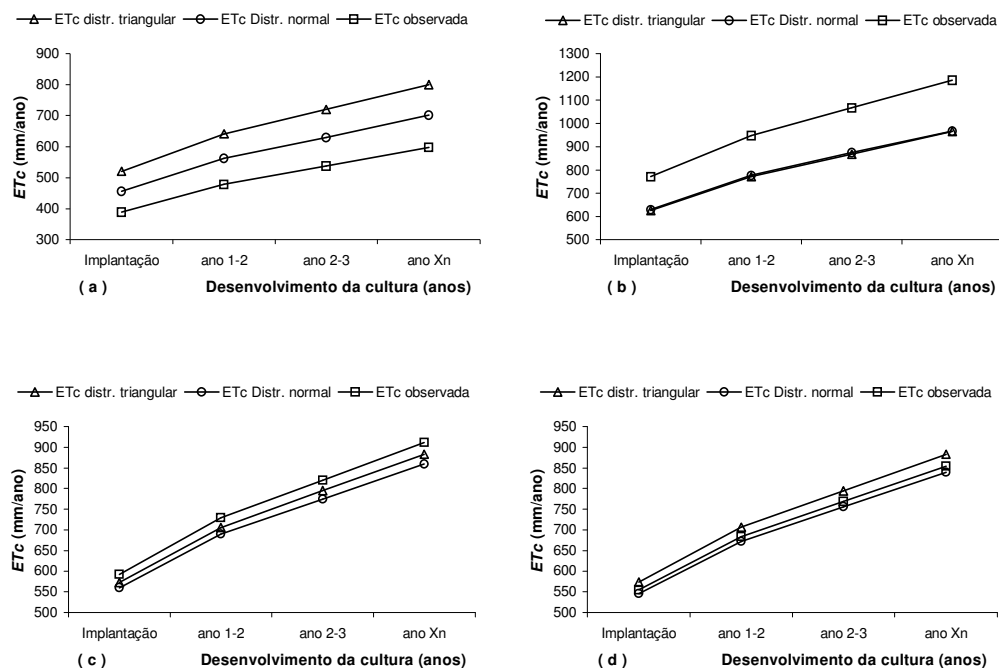 ETc distr. triangular ETc Distr. normal ETc observada
900
800
700
600
500
400
300
ETc (mm/ano)
Implantação ano 1-2 ano 2-3 ano Xn
( a ) Desenvolvimento da cultura (anos)
ETc distr. triangular ETc Distr. normal ETc observada
1300
1200
1100
1000
900
800
700
600
500
ETc (mm/ano)
Implantação ano 1-2 ano 2-3 ano Xn
( b ) Desenvolvimento da cultura (anos)
ETc distr. triangular ETc Distr. normal ETc observada
950
900
850
800
750
700
650
600
550
500
ETc (mm/ano)
Implantação ano 1-2 ano 2-3 ano Xn
( c ) Desenvolvimento da cultura (anos)
ETc distr. triangular ETc Distr. normal ETc observada
950
900
850
800
750
700
650
600
550
500
ETc (mm/ano)
Implantação ano 1-2 ano 2-3 ano Xn
( d ) Desenvolvimento da cultura (anos)